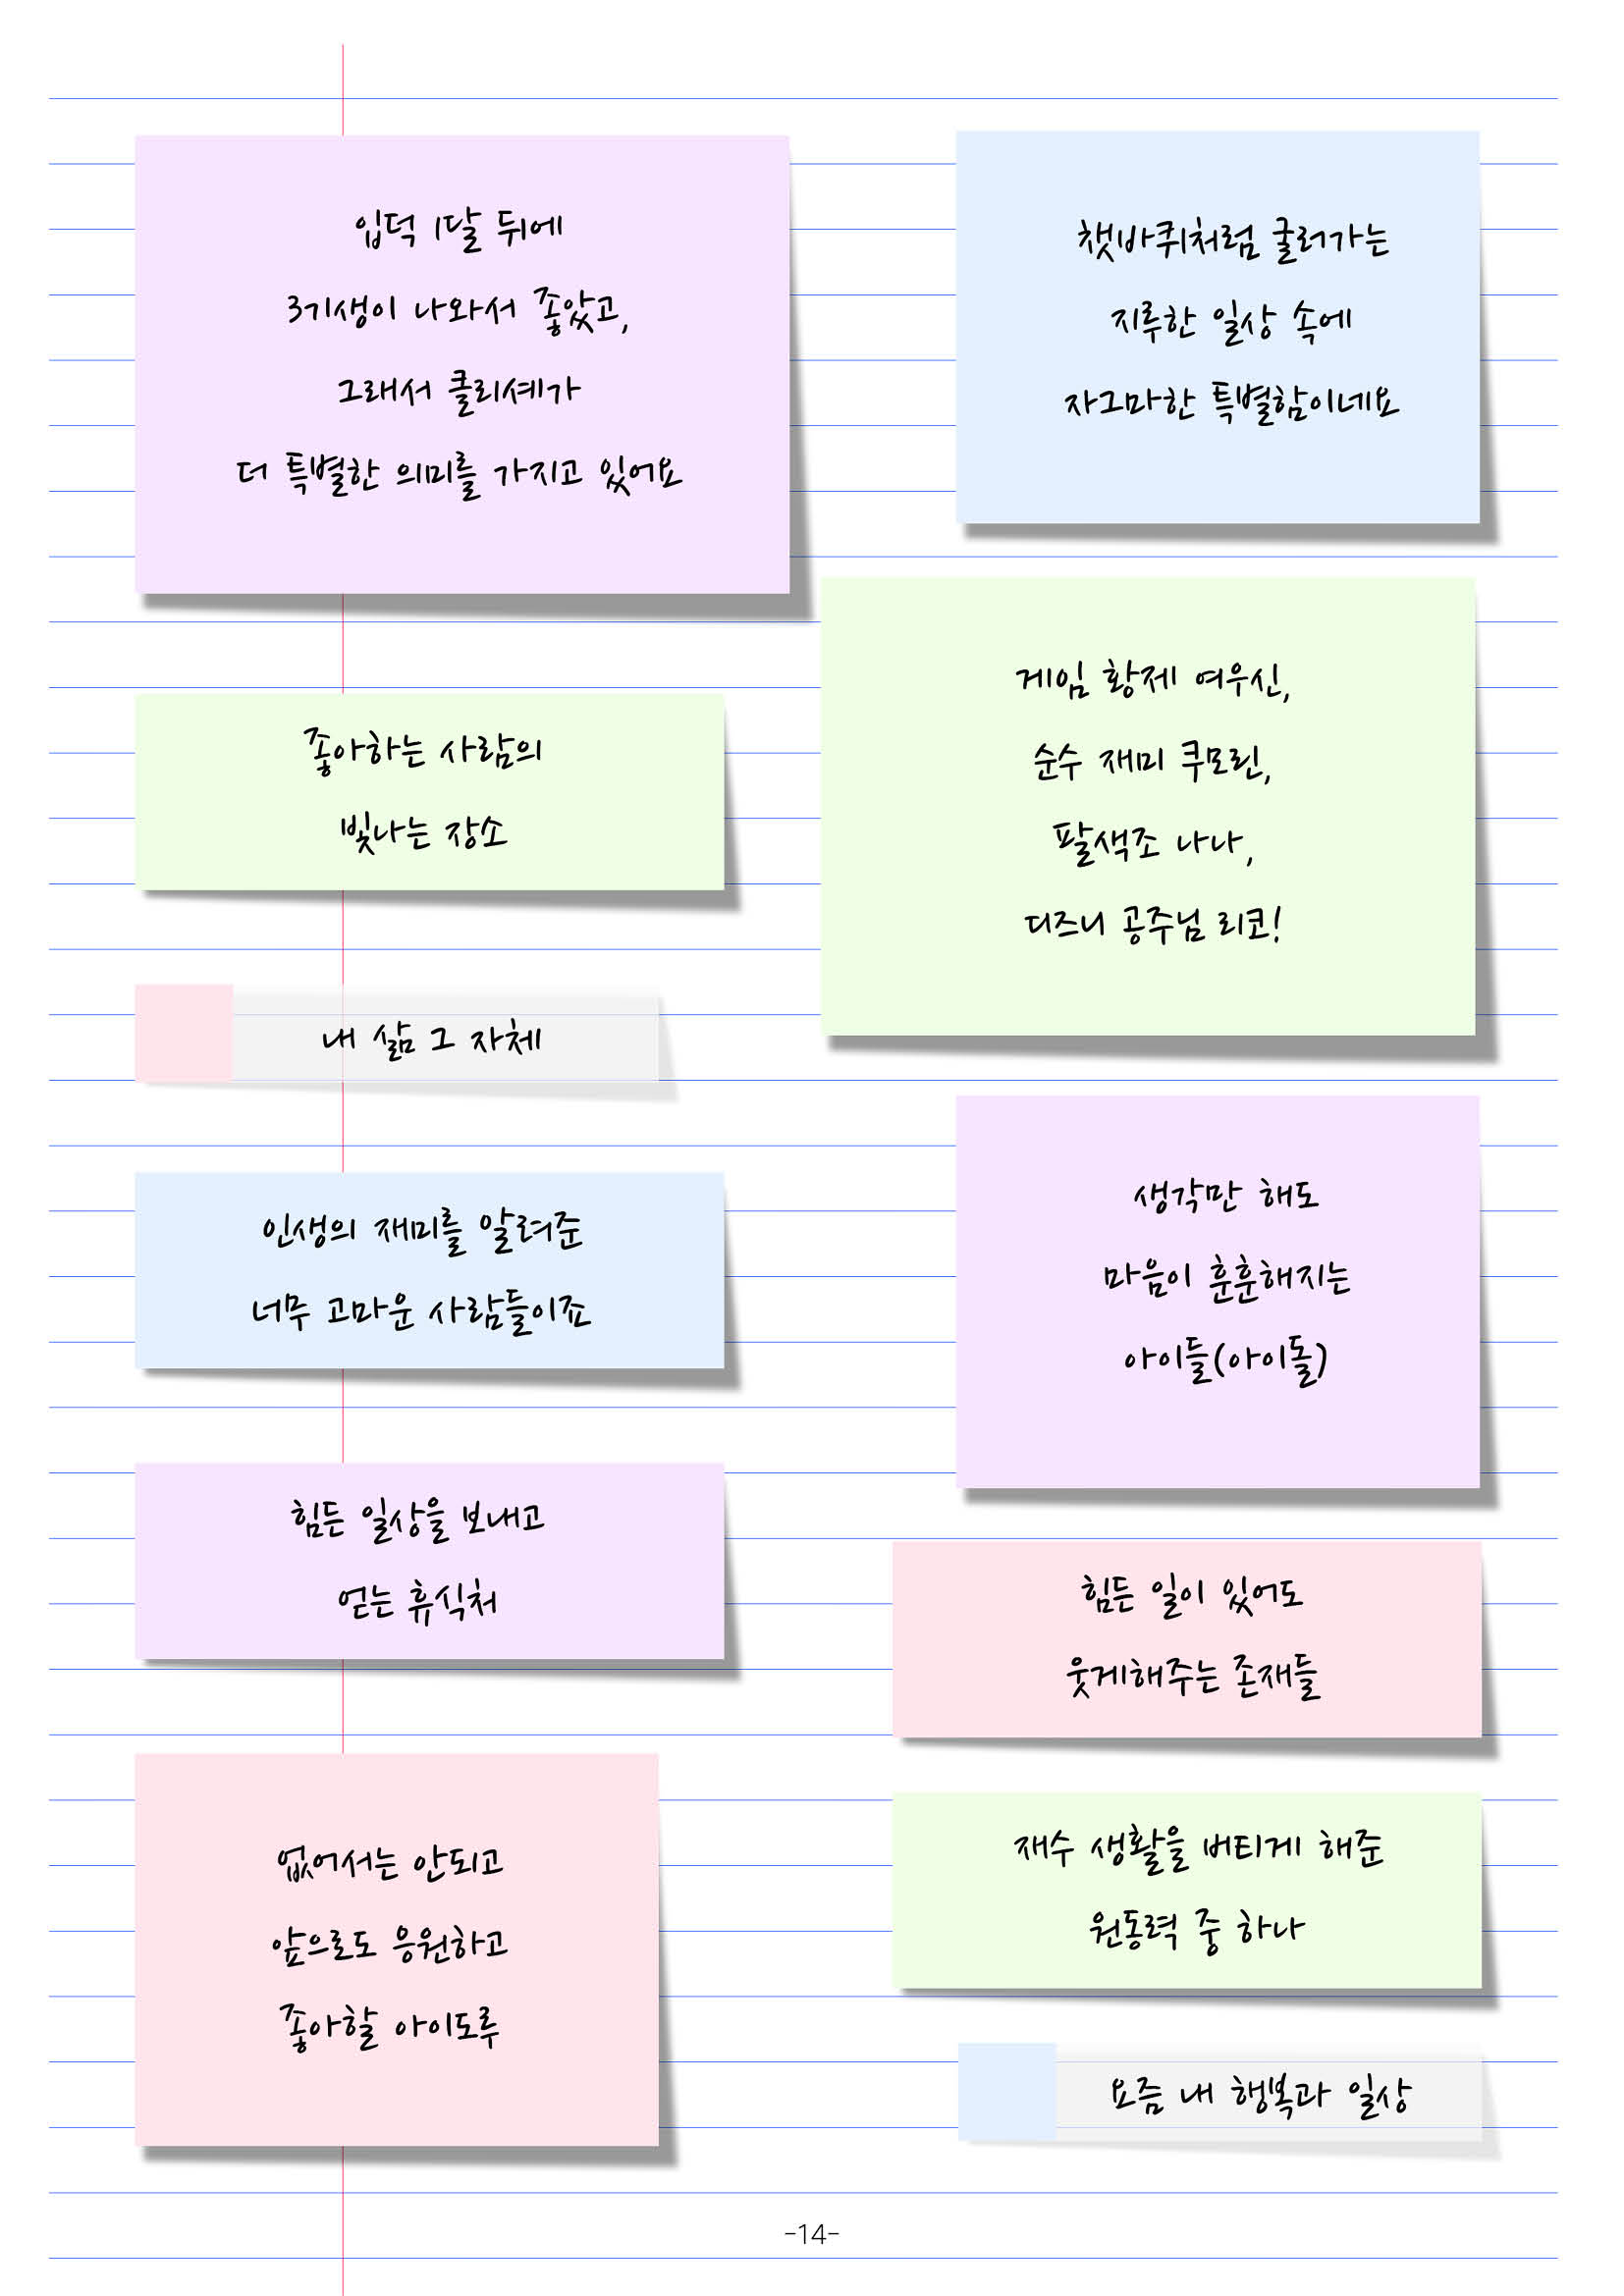 입덕 1달 뒤에
3기생이 나와서 좋았고,
그래서 클리셰가
더 특별한 의미를 가지고 있어요
챗바퀴처럼 굴러가는
지루한 일상 속에
자그마한 특별함이네요
좋아하는 사람의
빛나는 장소
게임 황제 여우신,
순수 재미 쿠모린,
팔색조 나나,
디즈니 공주님 리코!
내 삶 그 자체
인생의 재미를 알려준
너무 고마운 사람들이죠
생각만 해도
마음이 훈훈해지는
아이들(아이돌)
힘든 일상을 보내고
얻는 휴식처
힘든 일이 있어도
웃게해주는 존재들
없어서는 안되고
앞으로도 응원하고
좋아할 아이도루
재수 생활을 버티게 해준
원동력 중 하나
요즘 내 행복과 일상
-14-